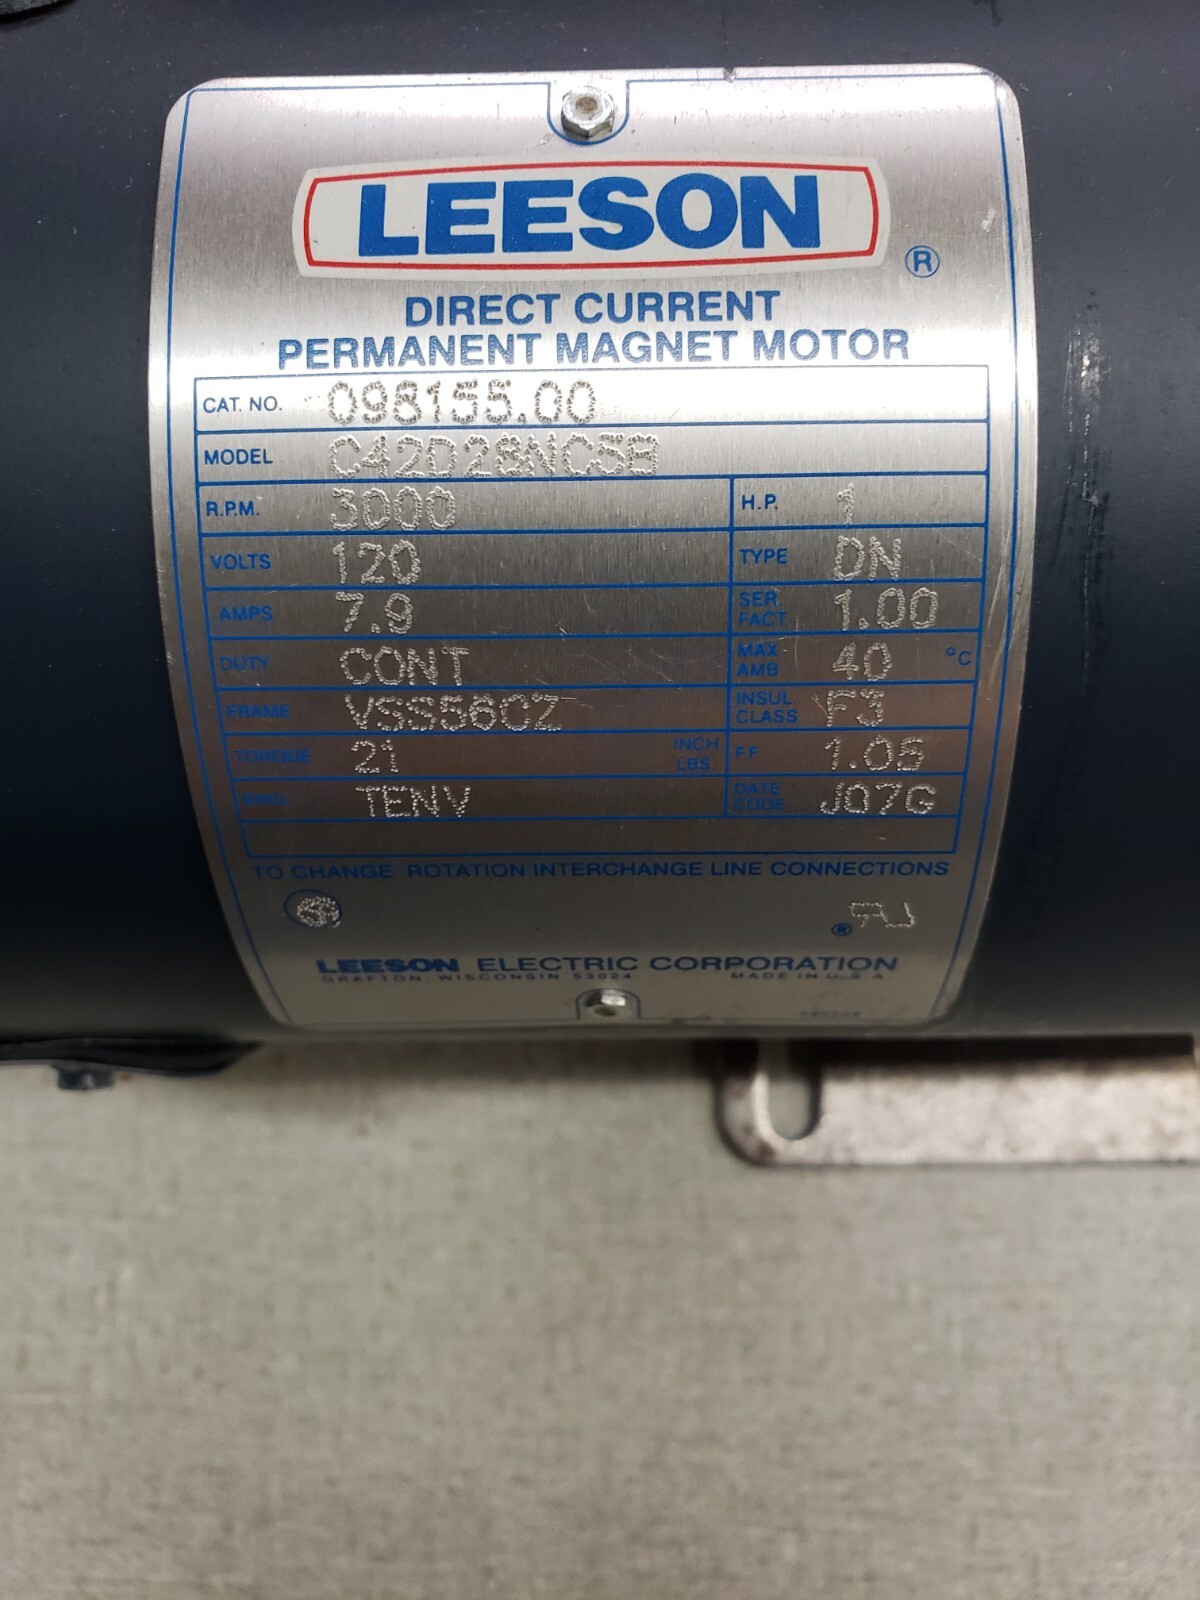 LEESON
®
DIRECT CURRENT
PERMANENT MAGNET MOTOR
CAT. NO. 098155.00
MODEL C42D28NC5B
R.P.M. 3000 H.P. 1
VOLTS 120 TYPE DN
AMPS 7.9 SER. FACT. 1.00
DUTY CONT MAX AMB 40 °C
FRAME VSS56CZ INSUL. CLASS F3
TORQUE 21 INCH LBS. F.F. 1.05
ENCL. TENV DATE CODE J07G
TO CHANGE ROTATION INTERCHANGE LINE CONNECTIONS
®
LEESON ELECTRIC CORPORATION
GRAFTON, WISCONSIN 53024 MADE IN U.S.A.